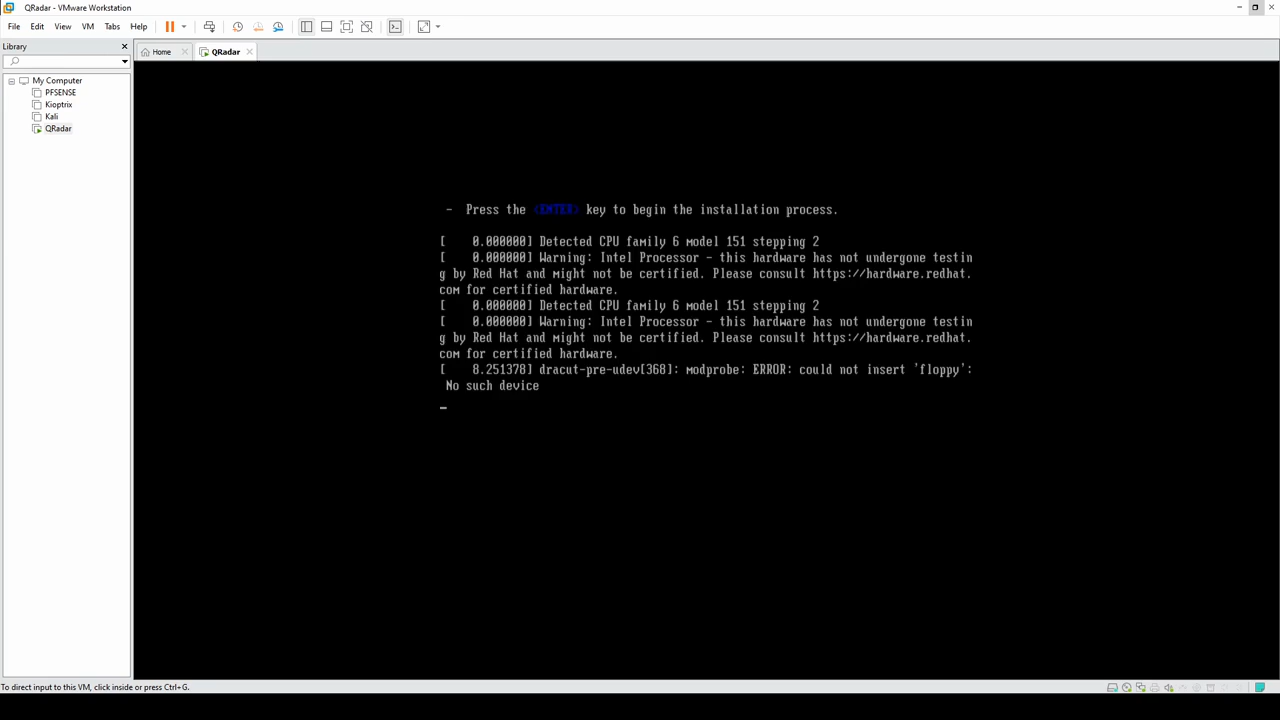 QRadar - VMware Workstation
File Edit View VM Tabs Help
Library
Home
QRadar
My Computer
PFSENSE
Kioptrix
Kali
QRadar
- Press the <ENTER> key to begin the installation process.
[ 0.000000] Detected CPU family 6 model 151 stepping 2
[ 0.000000] Warning: Intel Processor - this hardware has not undergone testin
g by Red Hat and might not be certified. Please consult https://hardware.redhat.
com for certified hardware.
[ 0.000000] Detected CPU family 6 model 151 stepping 2
[ 0.000000] Warning: Intel Processor - this hardware has not undergone testin
g by Red Hat and might not be certified. Please consult https://hardware.redhat.
com for certified hardware.
[ 8.251378] dracut-pre-udev[368]: modprobe: ERROR: could not insert 'floppy':
No such device
To direct input to this VM, click inside or press Ctrl+G.